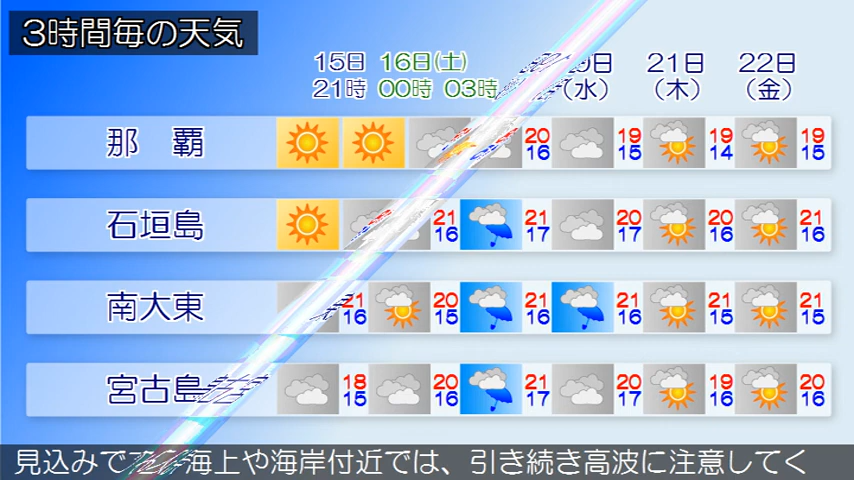 3時間毎の天気
15日 16日(土) 日 21日 22日
21時 00時 03時 (水) (木) (金)
那 覇 20 16 19 15 19 14 19 15
石垣島 21 16 21 17 20 17 20 16 21 16
南大東 21 16 20 15 21 16 21 16 21 15 21 15
宮古島 18 15 20 16 21 17 20 17 19 16 20 16
見込みで 海上や海岸付近では、引き続き高波に注意してく